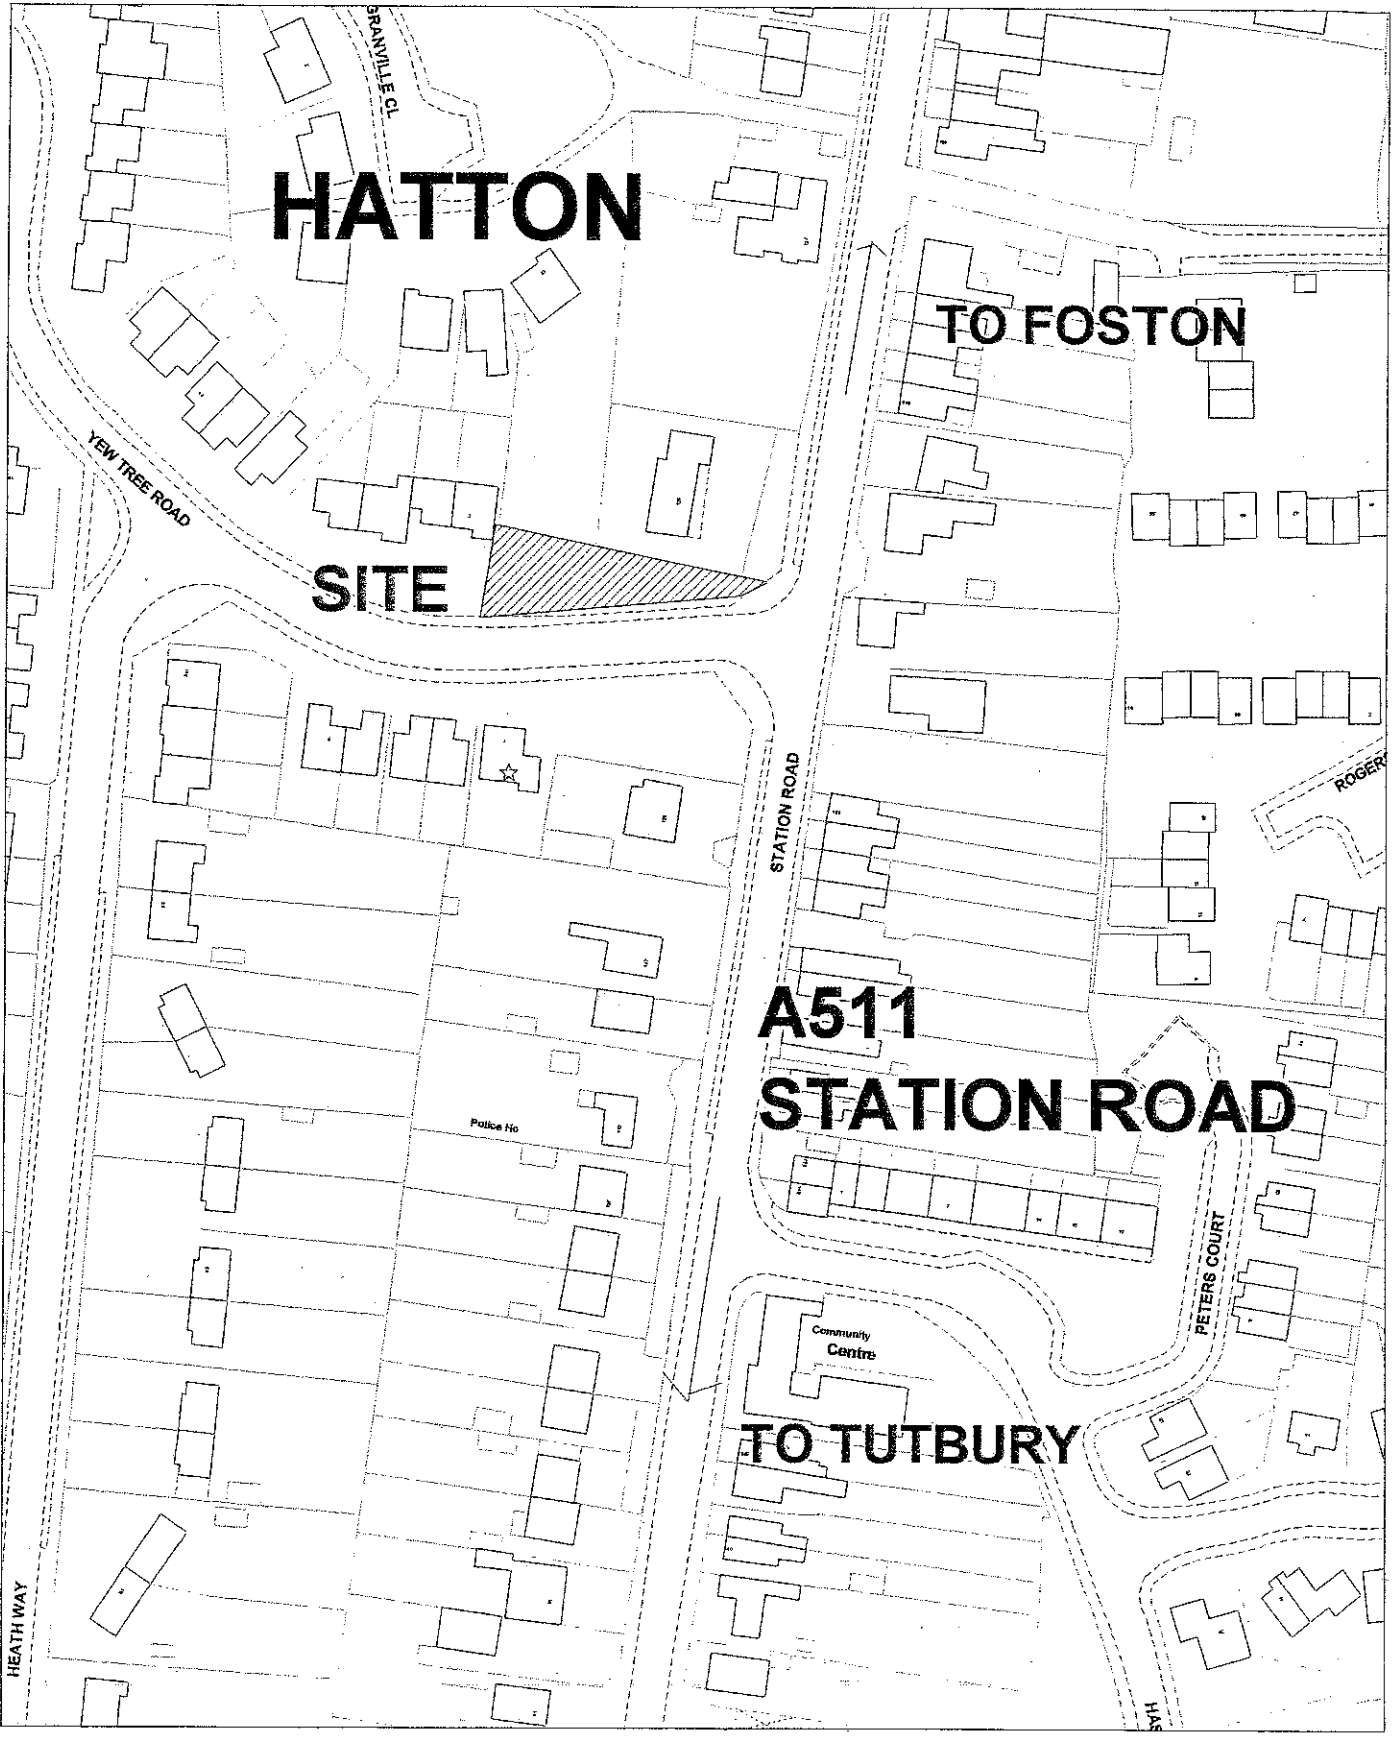 GRANVILLE CL
HATTON
TO FOSTON
YEW TREE ROAD
SITE
STATION ROAD
A511
STATION ROAD
Police Ho
PETERS COURT
Community
Centre
TO TUTBURY
HEATH WAY